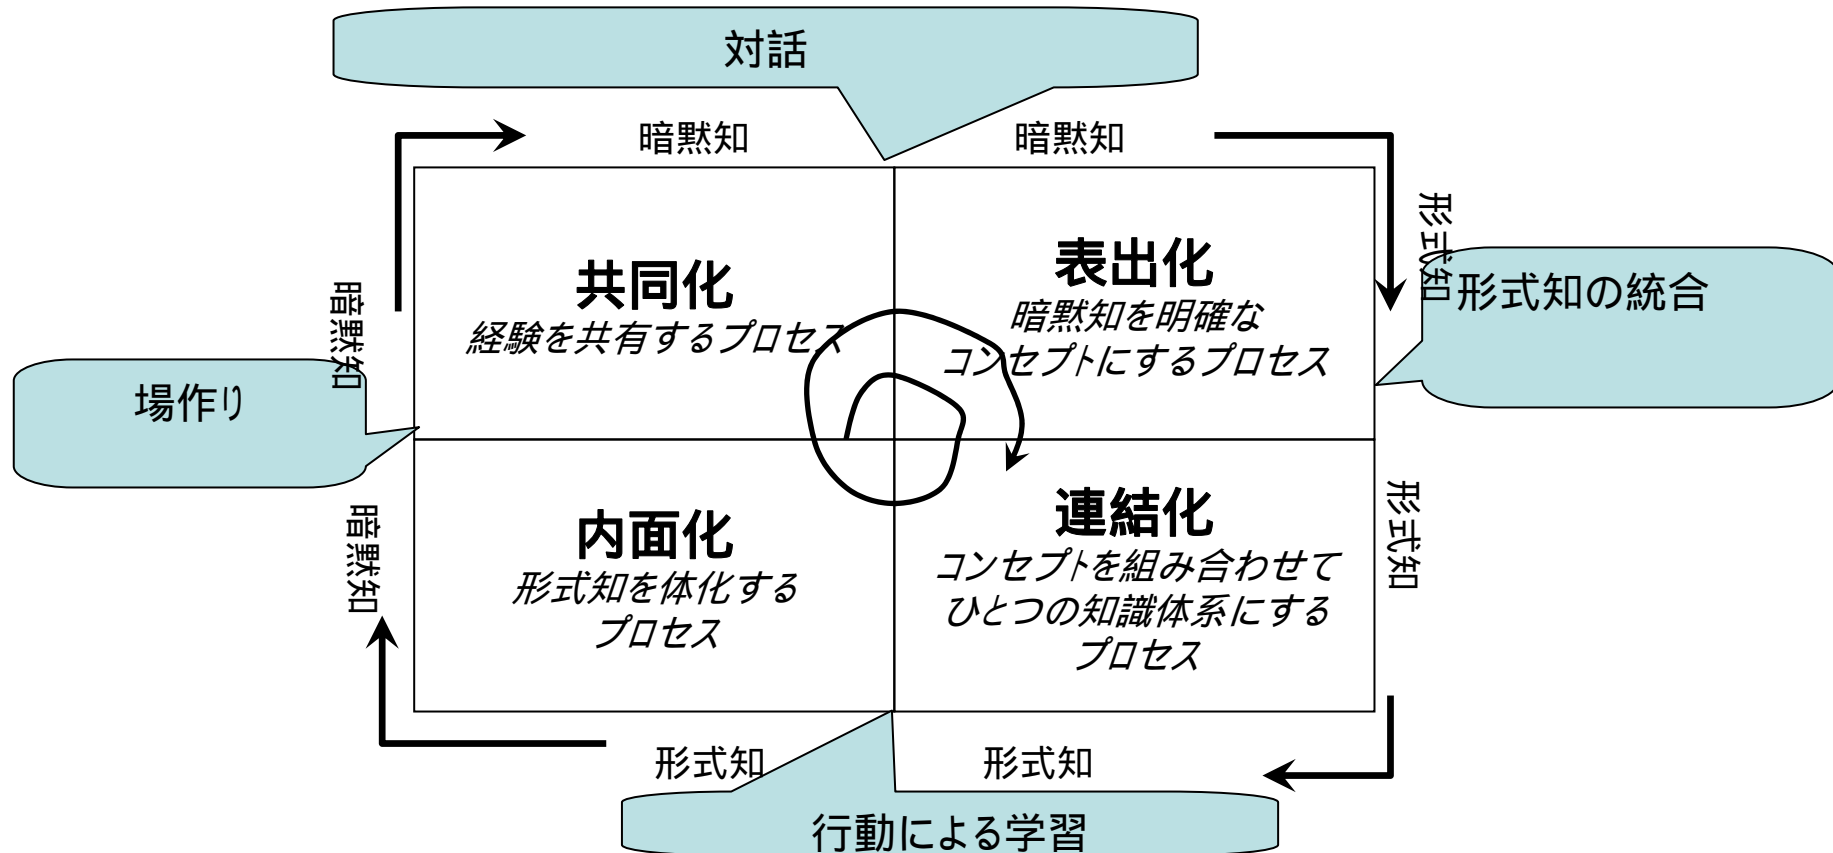 対話
暗黙知
暗黙知
形式知
共同化
経験を共有するプロセス
表出化
暗黙知を明確な
コンセプトにするプロセス
形式知の統合
暗黙知
場作り
暗黙知
内面化
形式知を体化する
プロセス
連結化
コンセプトを組み合わせて
ひとつの知識体系にする
プロセス
形式知
形式知
形式知
行動による学習